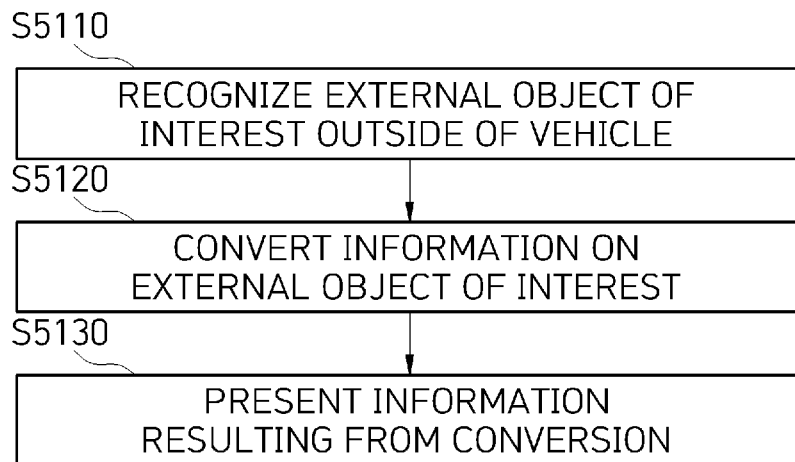 S5110
RECOGNIZE EXTERNAL OBJECT OF
INTEREST OUTSIDE OF VEHICLE
S5120
CONVERT INFORMATION ON
EXTERNAL OBJECT OF INTEREST
S5130
PRESENT INFORMATION
RESULTING FROM CONVERSION